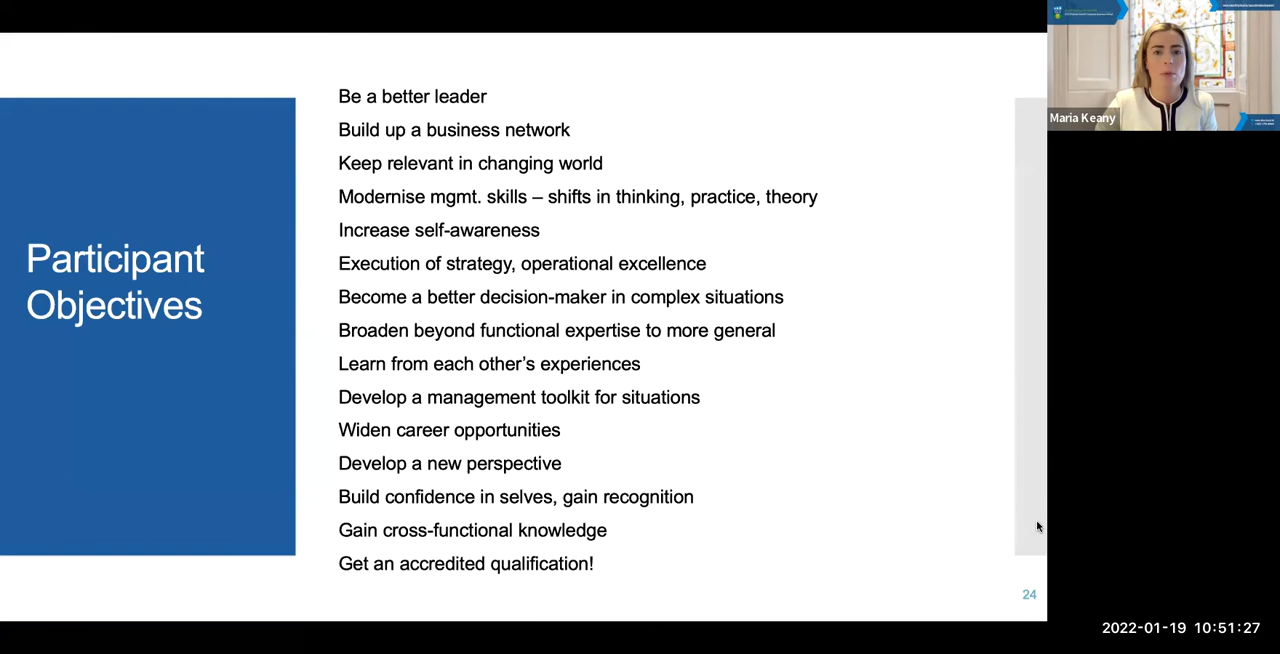 Participant
Objectives
Be a better leader
Build up a business network
Keep relevant in changing world
Modernise mgmt. skills – shifts in thinking, practice, theory
Increase self-awareness
Execution of strategy, operational excellence
Become a better decision-maker in complex situations
Broaden beyond functional expertise to more general
Learn from each other’s experiences
Develop a management toolkit for situations
Widen career opportunities
Develop a new perspective
Build confidence in selves, gain recognition
Gain cross-functional knowledge
Get an accredited qualification!
24
Maria Keany
2022-01-19 10:51:27